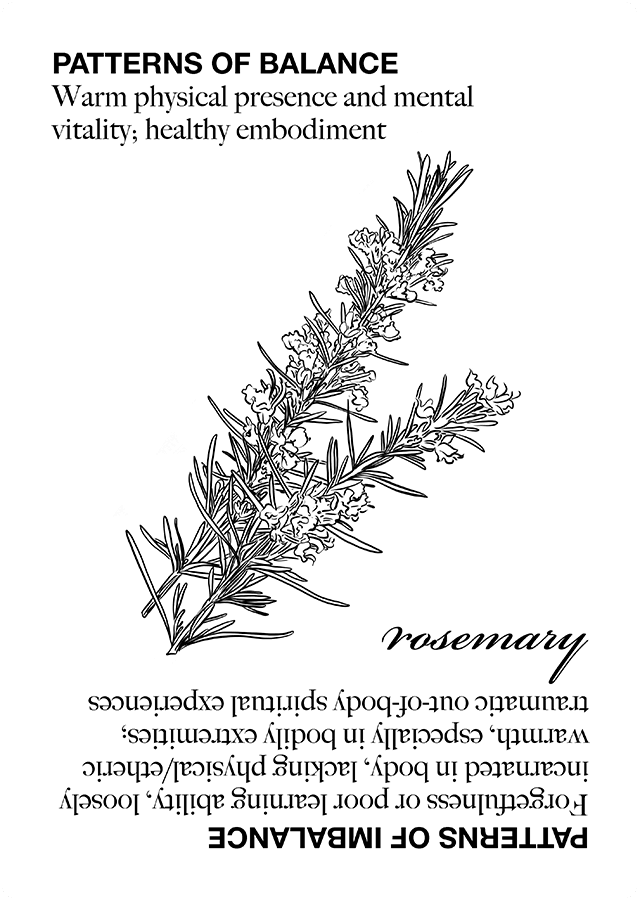 PATTERNS OF BALANCE
Warm physical presence and mental
vitality; healthy embodiment
rosemary
PATTERNS OF IMBALANCE
Forgetfulness or poor learning ability, loosely
incarnated in body, lacking physical/etheric
warmth, especially in bodily extremities;
traumatic out-of-body spiritual experiences